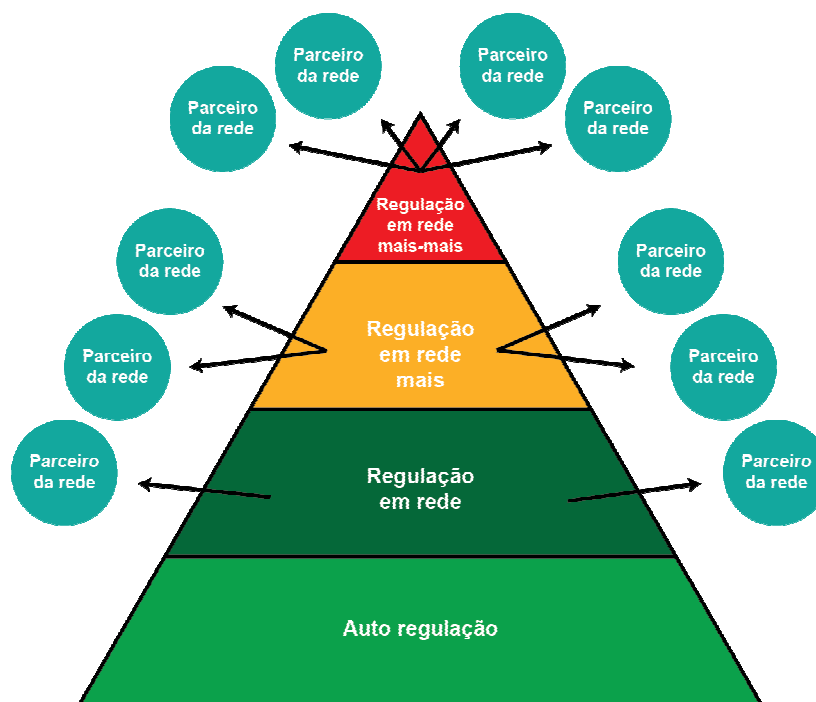 Parceiro
da rede
Parceiro
da rede
Parceiro
da rede
Parceiro
da rede
Regulação
em rede
mais-mais
Parceiro
da rede
Parceiro
da rede
Regulação
em rede
mais
Parceiro
da rede
Parceiro
da rede
Parceiro
da rede
Regulação
em rede
Parceiro
da rede
Auto regulação